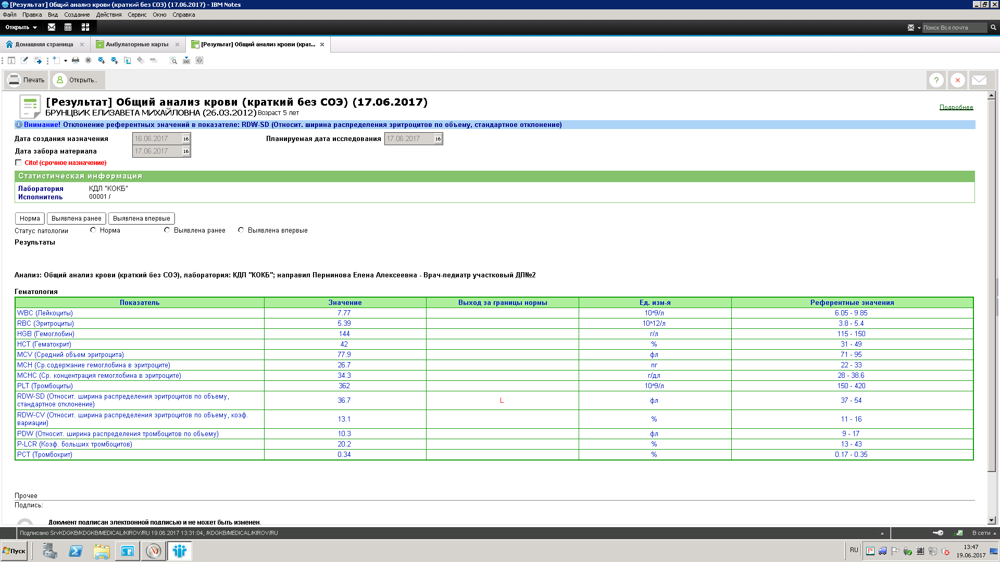 [Результат] Общий анализ крови (краткий без СОЭ) (17.06.2017) - IBM Notes
Файл Правка Вид Создание Действия Сервис Окно Справка
Открыть Поиск Вся почта
Домашняя страница Амбулаторные карты [Результат] Общий анализ крови (крат...
Печать Открыть..
[Результат] Общий анализ крови (краткий без СОЭ) (17.06.2017)
БРУНЦВИК ЕЛИЗАВЕТА МИХАЙЛОВНА (26.03.2012) Возраст 5 лет
Подробнее
Внимание! Отклонение референтных значений в показателе: RDW-SD (Относит. ширина распределения эритроцитов по объему, стандартное отклонение)
Дата создания назначения 16.06.2017 16 Планируемая дата исследования 17.06.2017 16
Дата забора материала 17.06.2017 16
Cito! (срочное назначение)
Статистическая информация
Лаборатория КДЛ "КОКБ"
Исполнитель 00001 /
Норма Выявлена ранее Выявлена впервые
Статус патологии Норма Выявлена ранее Выявлена впервые
Результаты
Анализ: Общий анализ крови (краткий без СОЭ), лаборатория: КДЛ "КОКБ"; направил Перминова Елена Алексеевна - Врач-педиатр участковый ДП№2
Гематология
Показатель Значение Выход за границы нормы Ед. изм-я Референтные значения
WBC (Лейкоциты) 7.77 10^9/л 6.05 - 9.85
RBC (Эритроциты) 5.39 10^12/л 3.8 - 5.4
HGB (Гемоглобин) 144 г/л 115 - 150
HCT (Гематокрит) 42 % 31 - 49
MCV (Средний объем эритроцита) 77.9 фл 71 - 95
MCH (Ср.содержание гемоглобина в эритроците) 26.7 пг 22 - 33
MCHC (Ср. концентрация гемоглобина в эритроците) 34.3 г/дл 28 - 38.6
PLT (Тромбоциты) 362 10^9/л 150 - 420
RDW-SD (Относит. ширина распределения эритроцитов по объему,
стандартное отклонение) 36.7 L фл 37 - 54
RDW-CV (Относит. ширина распределения эритроцитов по объему, коэф.
вариации) 13.1 % 11 - 16
PDW (Относит. ширина распределения тромбоцитов по объему) 10.3 фл 9 - 17
P-LCR (Коэф. больших тромбоцитов) 20.2 % 13 - 43
PCT (Тромбокрит) 0.34 % 0.17 - 0.35
Прочее
Подпись:
Документ подписан электронной подписью и не может быть изменен.
Подписано SrvKDGKB/KDGKB/MEDICAL/KIROV/RU 19.06.2017 13:31:04, /KDGKB/MEDICAL/KIROV/RU
В сети
Пуск RU 13:47
19.06.2017